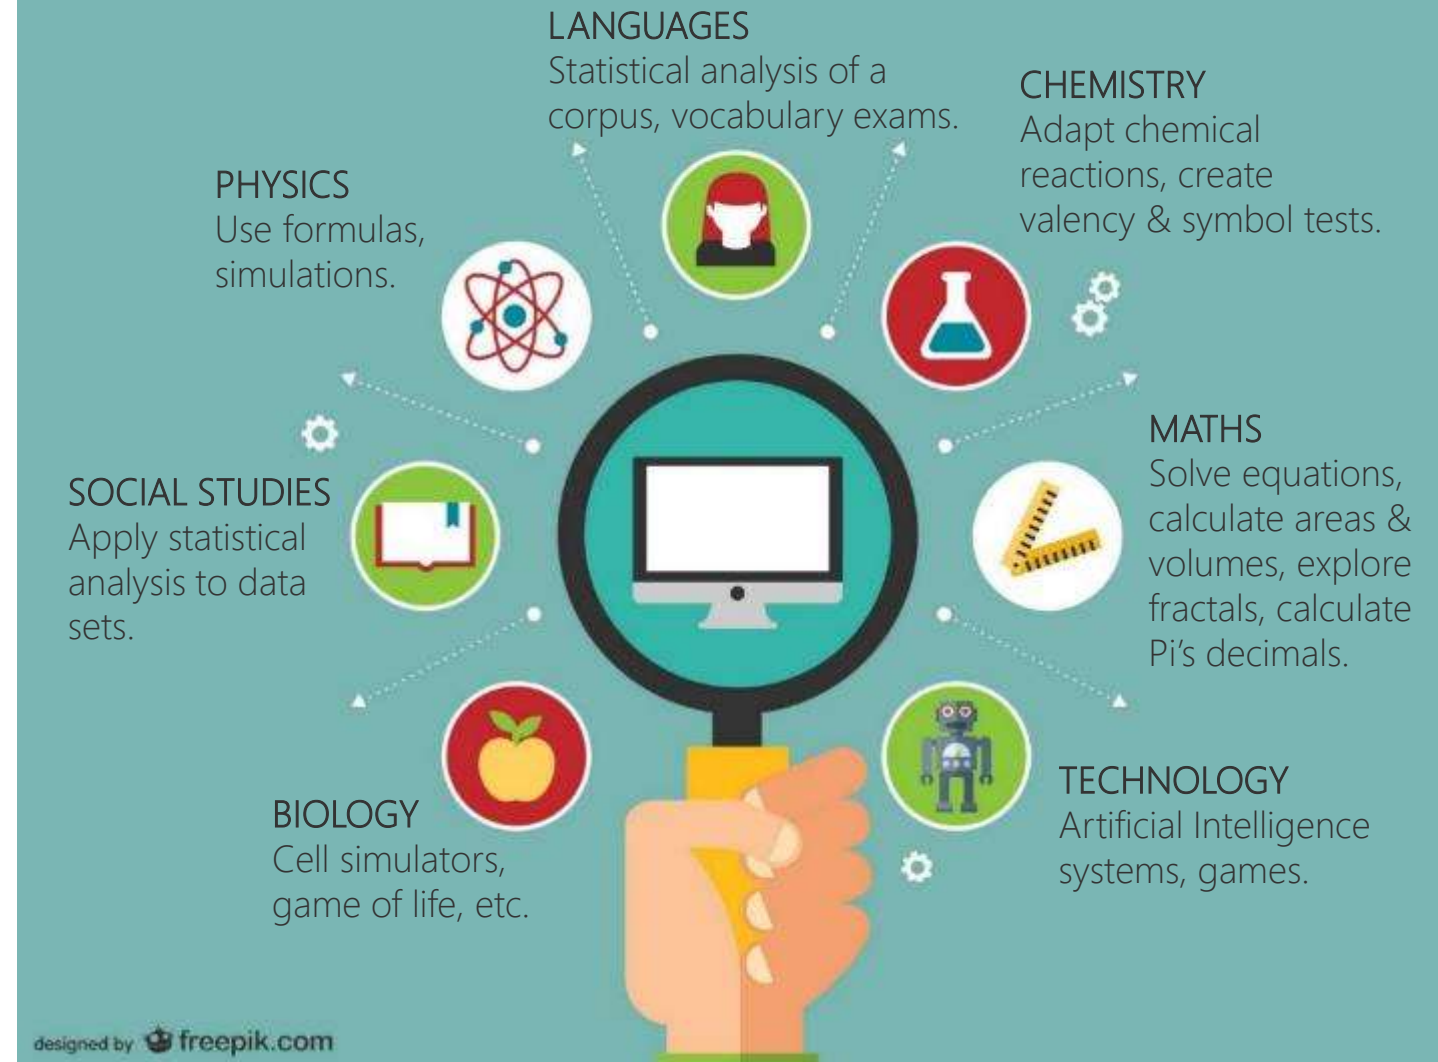 LANGUAGES
Statistical analysis of a
corpus, vocabulary exams.
CHEMISTRY
Adapt chemical
reactions, create
valency & symbol tests.
PHYSICS
Use formulas,
simulations.
MATHS
Solve equations,
calculate areas &
volumes, explore
fractals, calculate
Pi’s decimals.
SOCIAL STUDIES
Apply statistical
analysis to data
sets.
TECHNOLOGY
Artificial Intelligence
systems, games.
BIOLOGY
Cell simulators,
game of life, etc.
designed by freepik.com